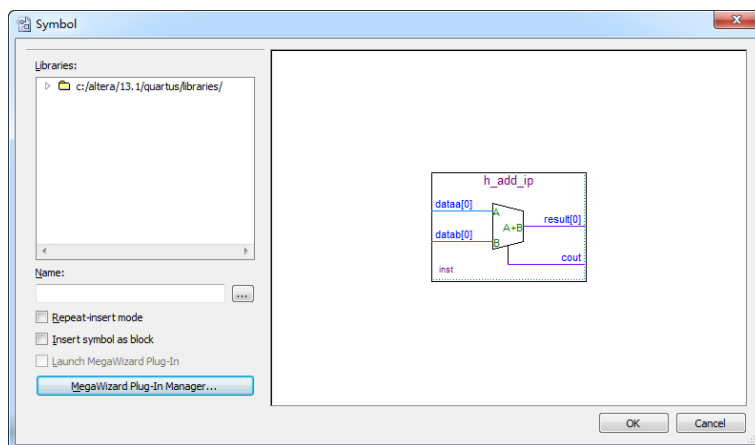 Symbol
Libraries:
c:/altera/13.1/quartus/libraries/
Name:
...
Repeat-insert mode
Insert symbol as block
Launch MegaWizard Plug-In
MegaWizard Plug-In Manager...
h_add_ip
dataa[0]
A
result[0]
A+B
datab[0]
B
cout
inst
OK
Cancel